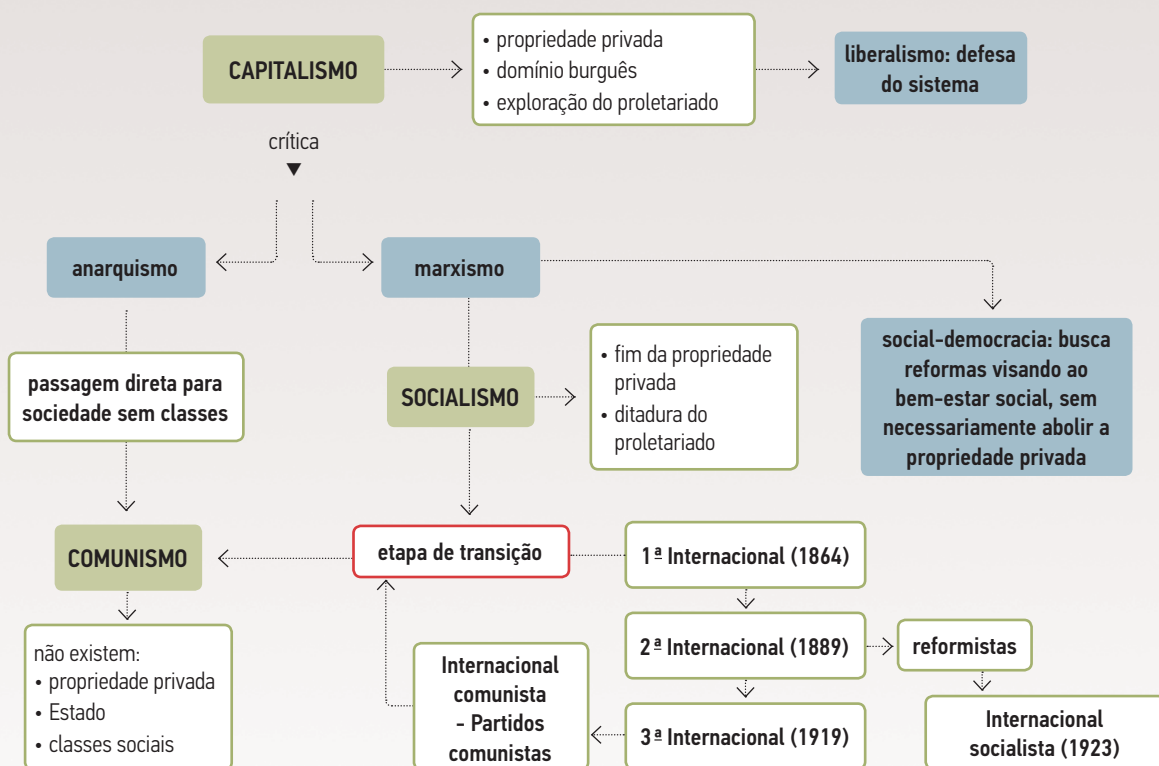 CAPITALISMO
• propriedade privada
• domínio burguês
• exploração do proletariado
liberalismo: defesa
do sistema
crítica
anarquismo
marxismo
passagem direta para
sociedade sem classes
SOCIALISMO
• fim da propriedade
privada
• ditadura do
proletariado
social-democracia: busca
reformas visando ao
bem-estar social, sem
necessariamente abolir a
propriedade privada
COMUNISMO
etapa de transição
1ª Internacional (1864)
não existem:
• propriedade privada
• Estado
• classes sociais
Internacional
comunista
- Partidos
comunistas
2ª Internacional (1889)
reformistas
3ª Internacional (1919)
Internacional
socialista (1923)